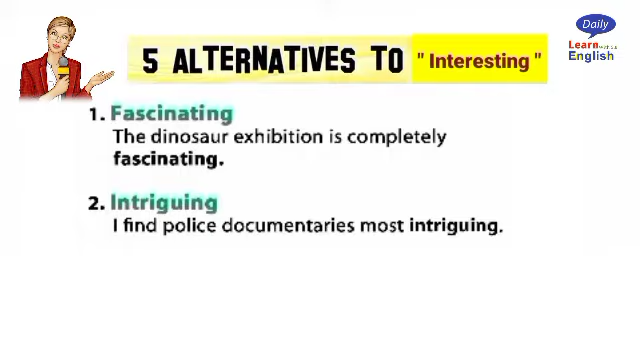 5 ALTERNATIVES TO " Interesting "
Daily
Learn without
English
1. Fascinating
The dinosaur exhibition is completely
fascinating.
2. Intriguing
I find police documentaries most intriguing.